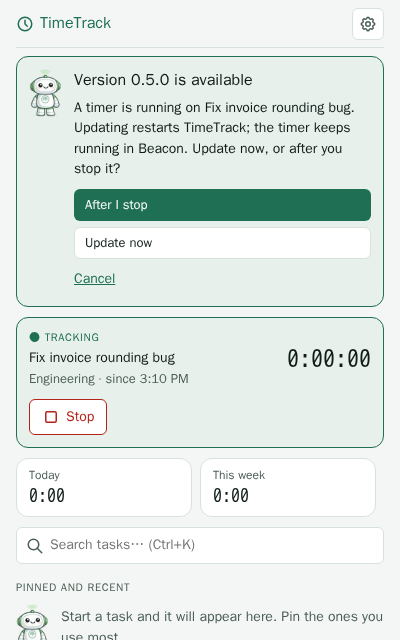 TimeTrack
Version 0.5.0 is available
A timer is running on Fix invoice rounding bug.
Updating restarts TimeTrack; the timer keeps
running in Beacon. Update now, or after you
stop it?
After I stop
Update now
Cancel
TRACKING
Fix invoice rounding bug
0:00:00
Engineering · since 3:10 PM
Stop
Today
0:00
This week
0:00
Search tasks··· (Ctrl+K)
PINNED AND RECENT
Start a task and it will appear here. Pin the ones you
use most.